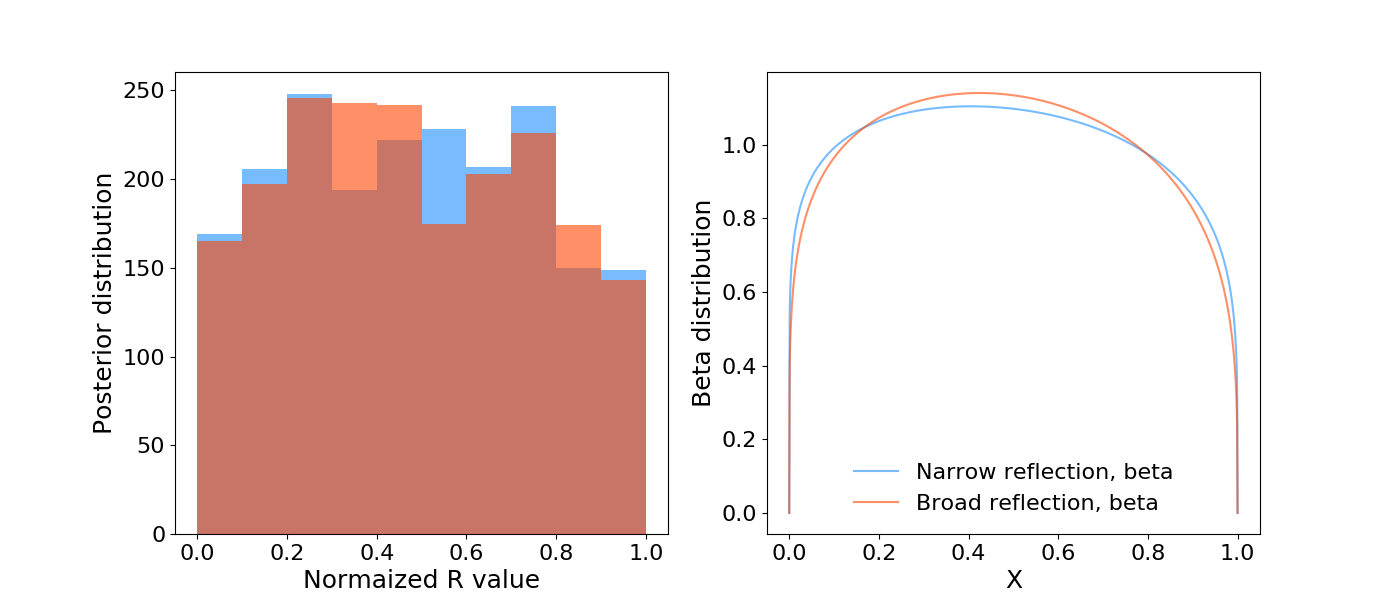 Posterior distribution
250
200
150
100
50
0
0.0 0.2 0.4 0.6 0.8 1.0
Normaized R value
Beta distribution
1.0
0.8
0.6
0.4
0.2
0.0
Narrow reflection, beta
Broad reflection, beta
0.0 0.2 0.4 0.6 0.8 1.0
X